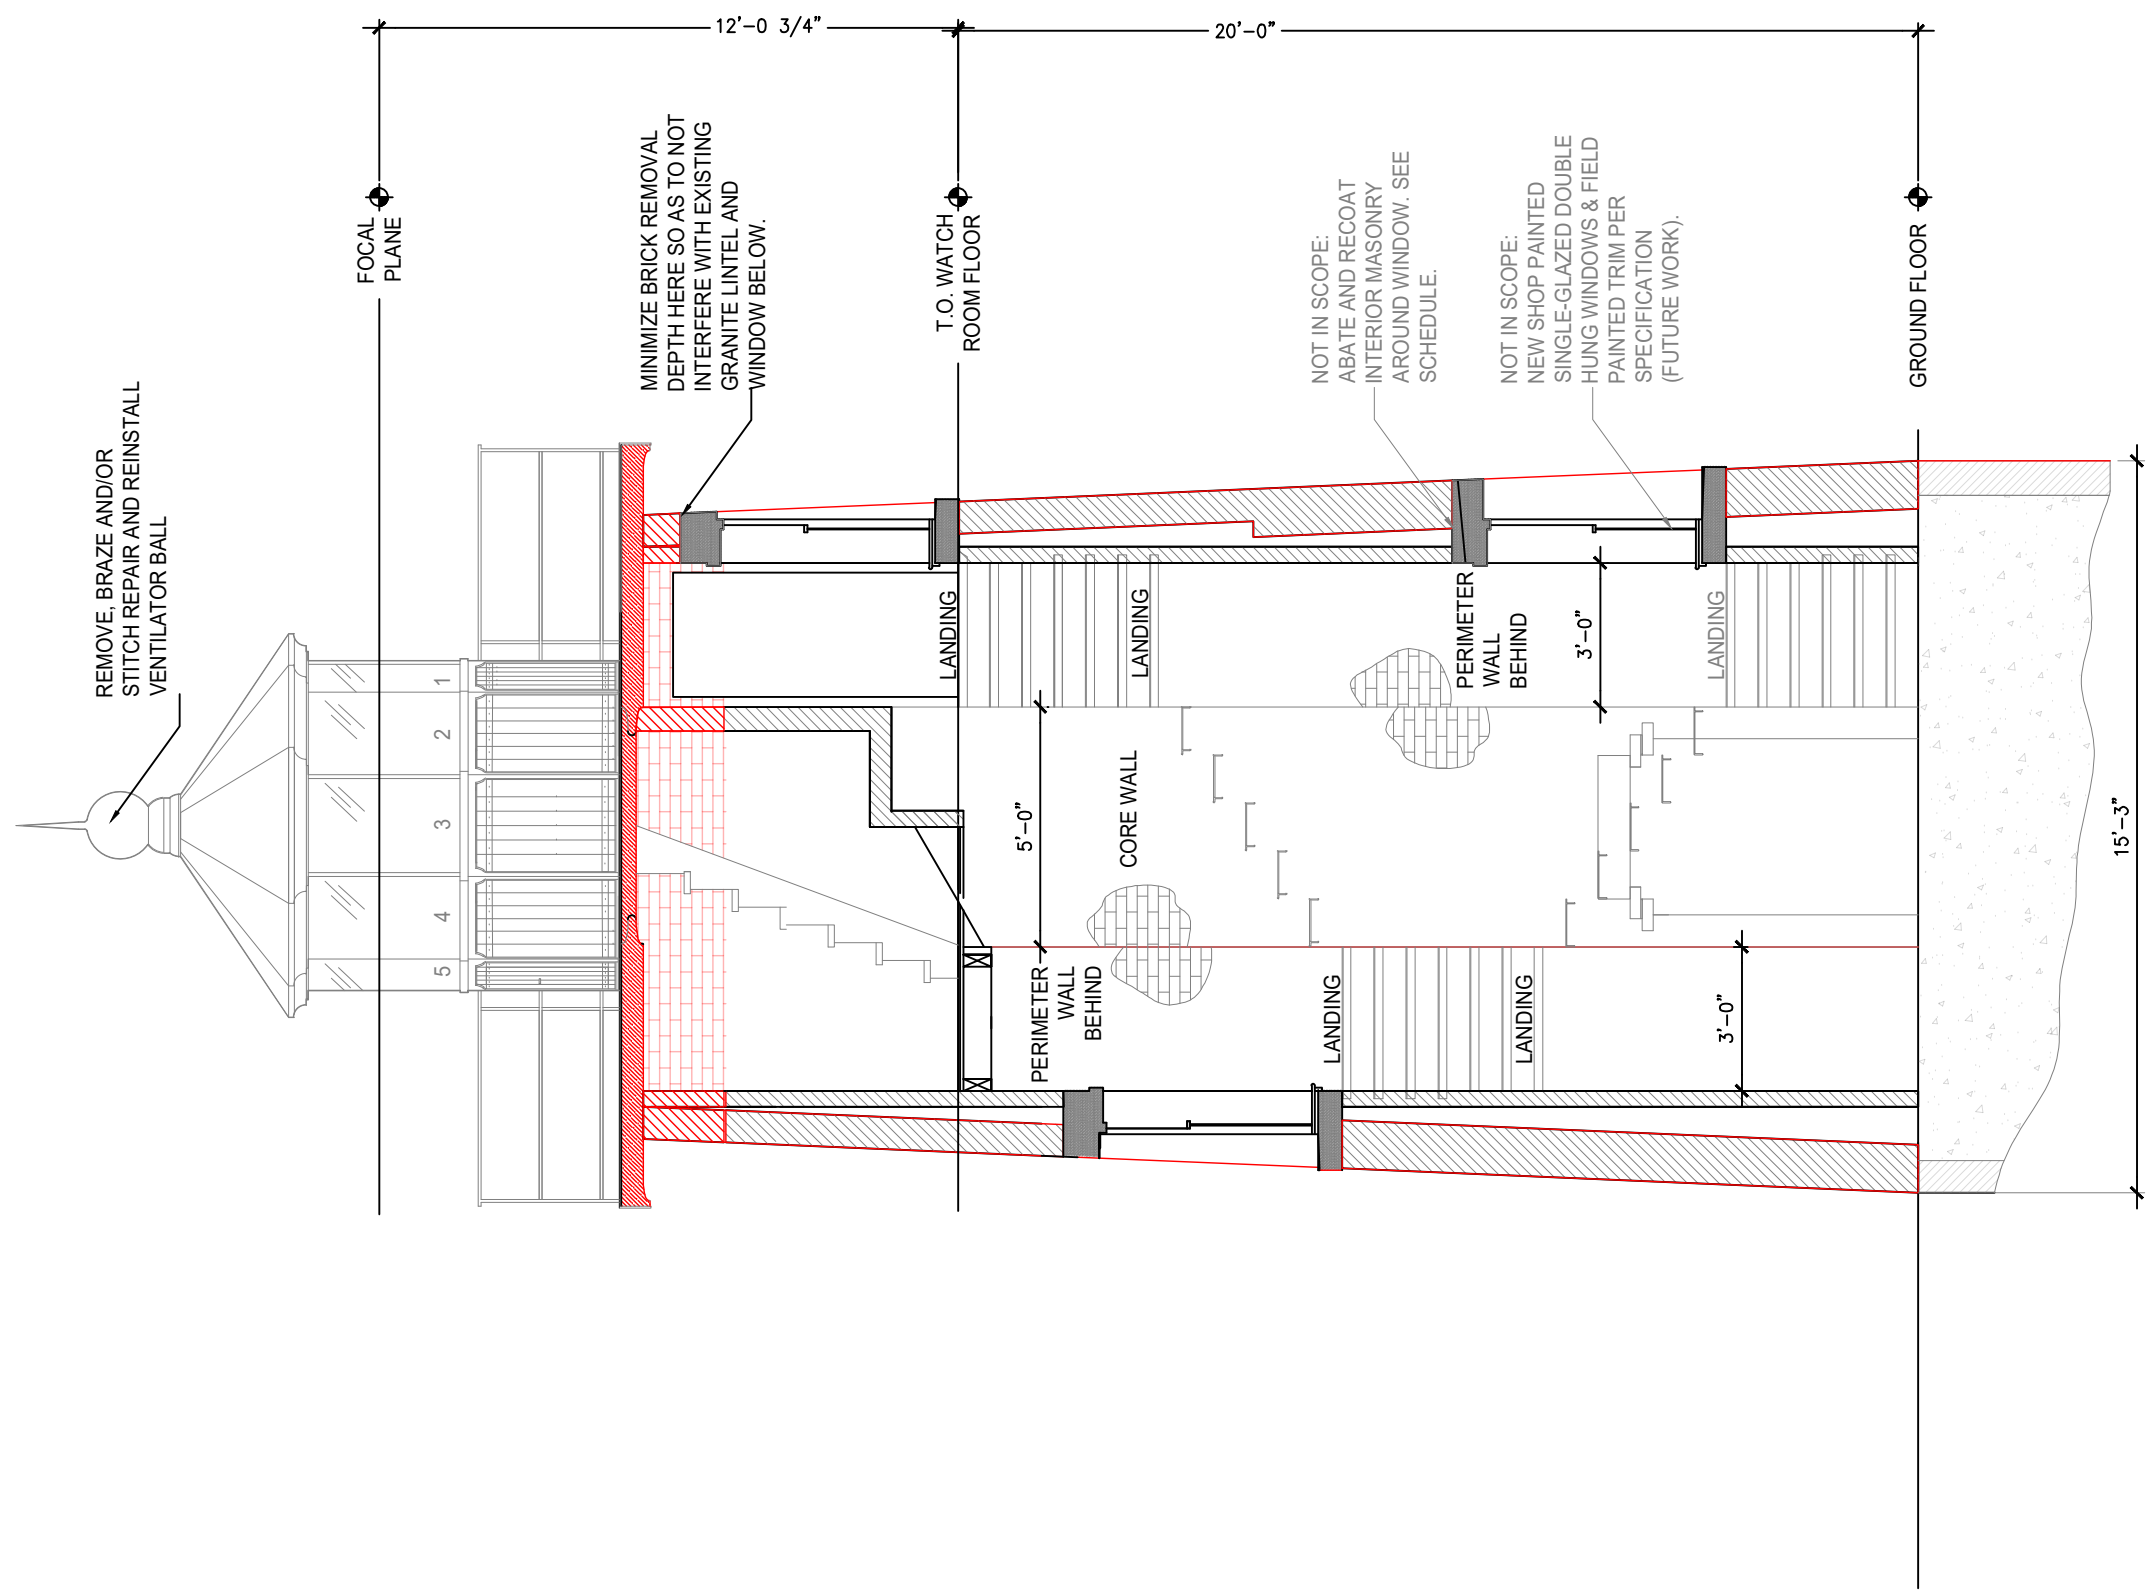 12'-0 3/4"
20'-0"
FOCAL
PLANE
T.O. WATCH
ROOM FLOOR
GROUND FLOOR
REMOVE, BRAZE AND/OR
STITCH REPAIR AND REINSTALL
VENTILATOR BALL
MINIMIZE BRICK REMOVAL
DEPTH HERE SO AS TO NOT
INTERFERE WITH EXISTING
GRANITE LINTEL AND
WINDOW BELOW.
NOT IN SCOPE:
ABATE AND RECOAT
INTERIOR MASONRY
AROUND WINDOW. SEE
SCHEDULE.
NOT IN SCOPE:
NEW SHOP PAINTED
SINGLE-GLAZED DOUBLE
HUNG WINDOWS & FIELD
PAINTED TRIM PER
SPECIFICATION
(FUTURE WORK).
1
2
3
4
5
LANDING
LANDING
PERIMETER
WALL
BEHIND
3'-0"
LANDING
5'-0"
CORE WALL
15'-3"
PERIMETER
WALL
BEHIND
LANDING
LANDING
3'-0"